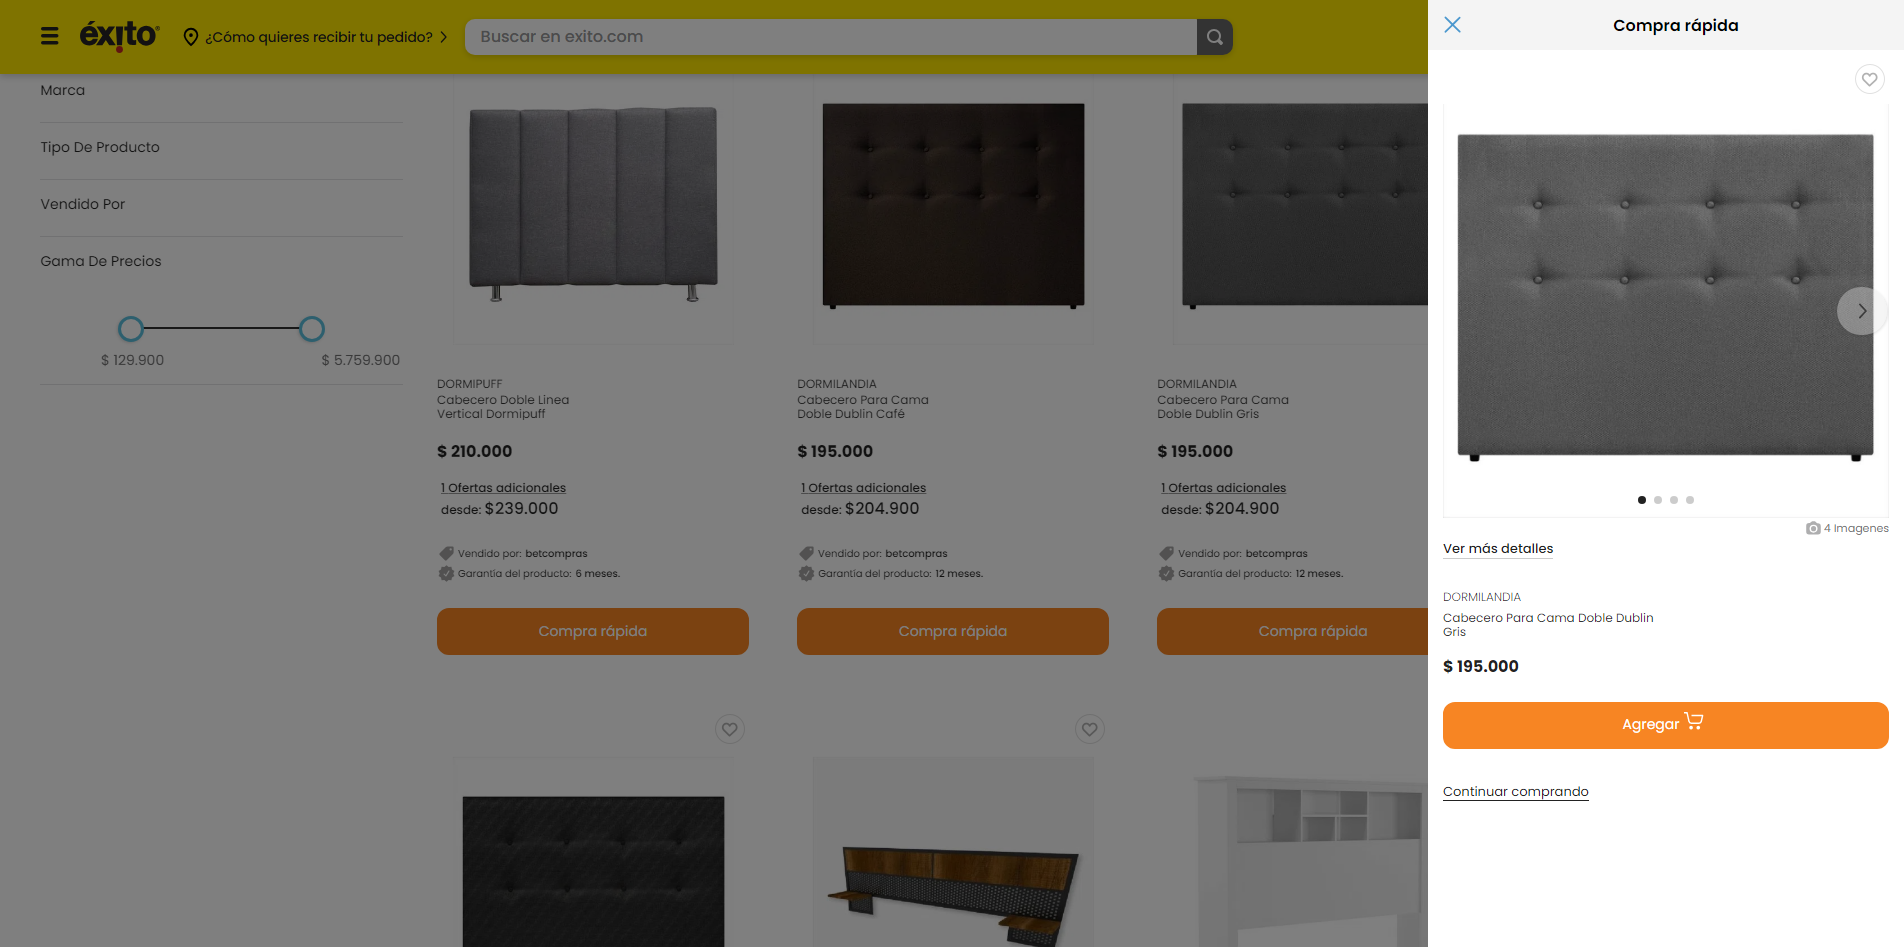 éxito
¿Cómo quieres recibir tu pedido?
Buscar en exito.com
Marca
Tipo De Producto
Vendido Por
Gama De Precios
$ 129.900
$ 5.759.900
DORMIPUFF
Cabecero Doble Linea
Vertical Dormipuff
$ 210.000
1 Ofertas adicionales
desde: $239.000
Vendido por: betcompras
Garantía del producto: 6 meses.
Compra rápida
DORMILANDIA
Cabecero Para Cama
Doble Dublin Café
$ 195.000
1 Ofertas adicionales
desde: $204.900
Vendido por: betcompras
Garantía del producto: 12 meses.
Compra rápida
DORMILANDIA
Cabecero Para Cama
Doble Dublin Gris
$ 195.000
1 Ofertas adicionales
desde: $204.900
Vendido por: betcompras
Garantía del producto: 12 meses.
Compra rápida
Compra rápida
4 Imagenes
Ver más detalles
DORMILANDIA
Cabecero Para Cama Doble Dublin
Gris
$ 195.000
Agregar
Continuar comprando